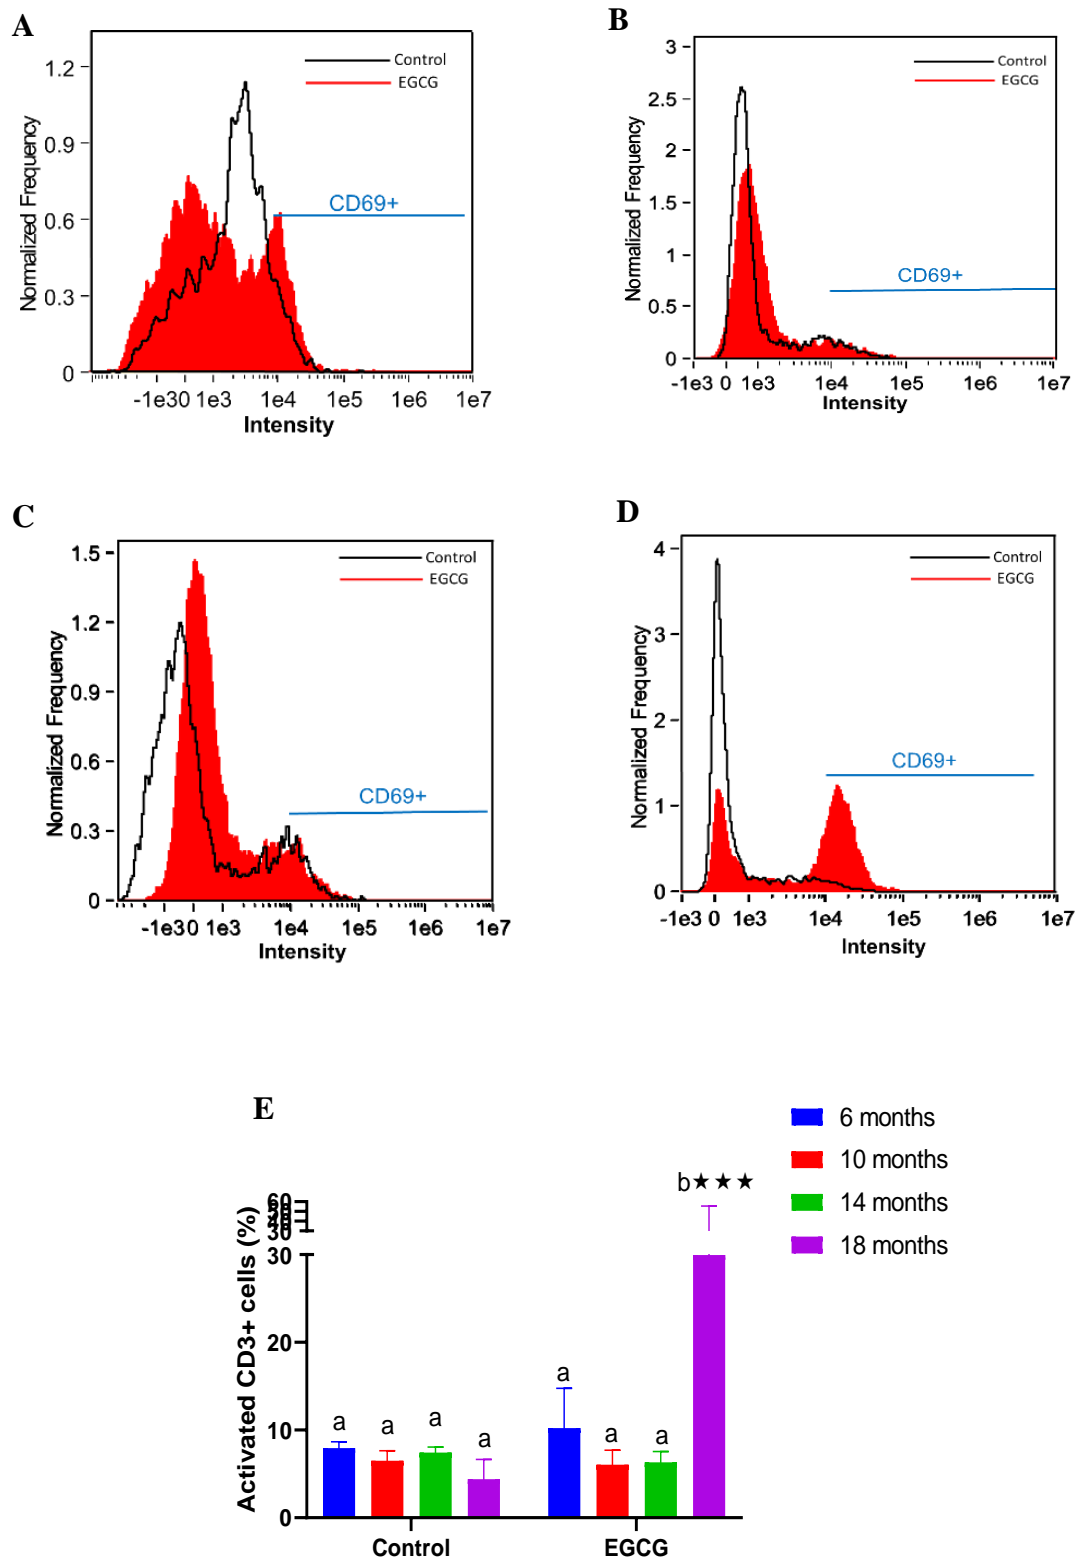 A
Normalized Frequency
1.2
0.9
0.6
0.3
0
Control
EGCG
CD69+
-1e30 1e3 1e4 1e5 1e6 1e7
Intensity
B
Normalized Frequency
3
2.5
2
1.5
1
0.5
0
Control
EGCG
CD69+
-1e3 0 1e3 1e4 1e5 1e6 1e7
Intensity
C
Normalized Frequency
1.5
1.2
0.9
0.6
0.3
0
Control
EGCG
CD69+
-1e30 1e3 1e4 1e5 1e6 1e7
Intensity
D
Normalized Frequency
4
3
2
1
0
Control
EGCG
CD69+
-1e3 0 1e3 1e4 1e5 1e6 1e7
Intensity
E
Activated CD3+ cells (%)
60
50
40
30
30
20
10
0
a a a a
a a a b★★★
Control EGCG
6 months
10 months
14 months
18 months